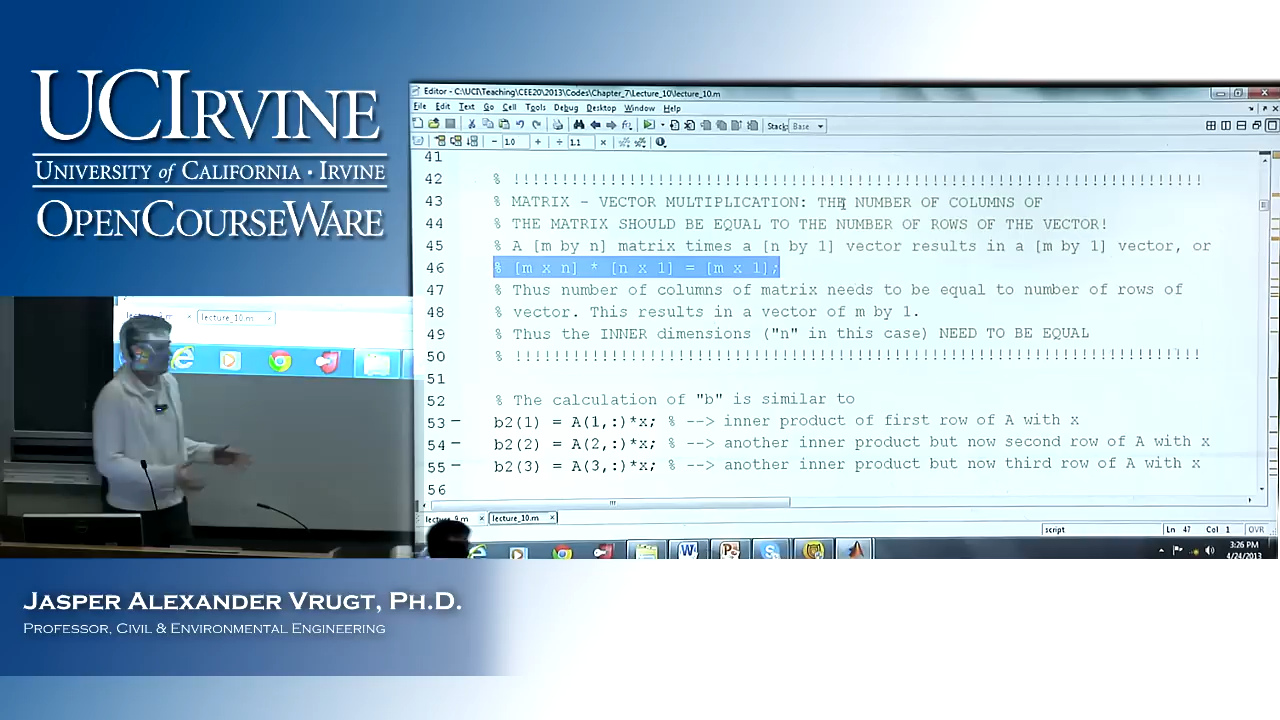 UCIRVINE
UNIVERSITY of CALIFORNIA · IRVINE
OPENCOURSEWARE
Editor - C:\UCI\Teaching\CEE20\2013\Codes\Chapter_7\Lecture_10\lecture_10.m
File Edit Text Go Cell Tools Debug Desktop Window Help
Stack: Base
1.0 1.1
41
42 % !!!!!!!!!!!!!!!!!!!!!!!!!!!!!!!!!!!!!!!!!!!!!!!!!!!!!!!!!!!!!!!!!!!!!!!
43 % MATRIX - VECTOR MULTIPLICATION: THE NUMBER OF COLUMNS OF
44 % THE MATRIX SHOULD BE EQUAL TO THE NUMBER OF ROWS OF THE VECTOR!
45 % A [m by n] matrix times a [n by 1] vector results in a [m by 1] vector, or
46 % [m x n] * [n x 1] = [m x 1];
47 % Thus number of columns of matrix needs to be equal to number of rows of
48 % vector. This results in a vector of m by 1.
49 % Thus the INNER dimensions ("n" in this case) NEED TO BE EQUAL
50 % !!!!!!!!!!!!!!!!!!!!!!!!!!!!!!!!!!!!!!!!!!!!!!!!!!!!!!!!!!!!!!!!!!!!!!!
51
52 % The calculation of "b" is similar to
53 - b2(1) = A(1,:)*x; % --> inner product of first row of A with x
54 - b2(2) = A(2,:)*x; % --> another inner product but now second row of A with x
55 - b2(3) = A(3,:)*x; % --> another inner product but now third row of A with x
56
lecture_9.m lecture_10.m
script Ln 47 Col 1 OVR
3:26 PM
4/24/2013
lecture_10.m
JASPER ALEXANDER VRUGT, PH.D.
PROFESSOR, CIVIL & ENVIRONMENTAL ENGINEERING